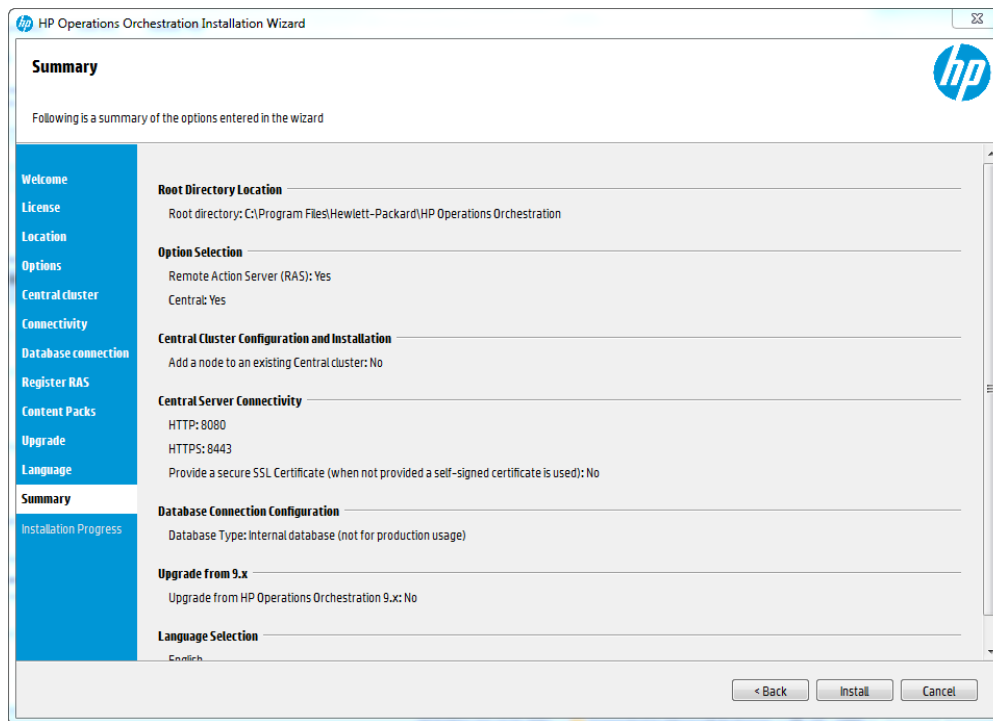 HP Operations Orchestration Installation Wizard
Summary
hp
Following is a summary of the options entered in the wizard
Welcome
License
Location
Options
Central cluster
Connectivity
Database connection
Register RAS
Content Packs
Upgrade
Language
Summary
Installation Progress
Root Directory Location
Root directory: C:\Program Files\Hewlett-Packard\HP Operations Orchestration
Option Selection
Remote Action Server (RAS): Yes
Central: Yes
Central Cluster Configuration and Installation
Add a node to an existing Central cluster: No
Central Server Connectivity
HTTP: 8080
HTTPS: 8443
Provide a secure SSL Certificate (when not provided a self-signed certificate is used): No
Database Connection Configuration
Database Type: Internal database (not for production usage)
Upgrade from 9.x
Upgrade from HP Operations Orchestration 9.x: No
Language Selection
English
< Back
Install
Cancel